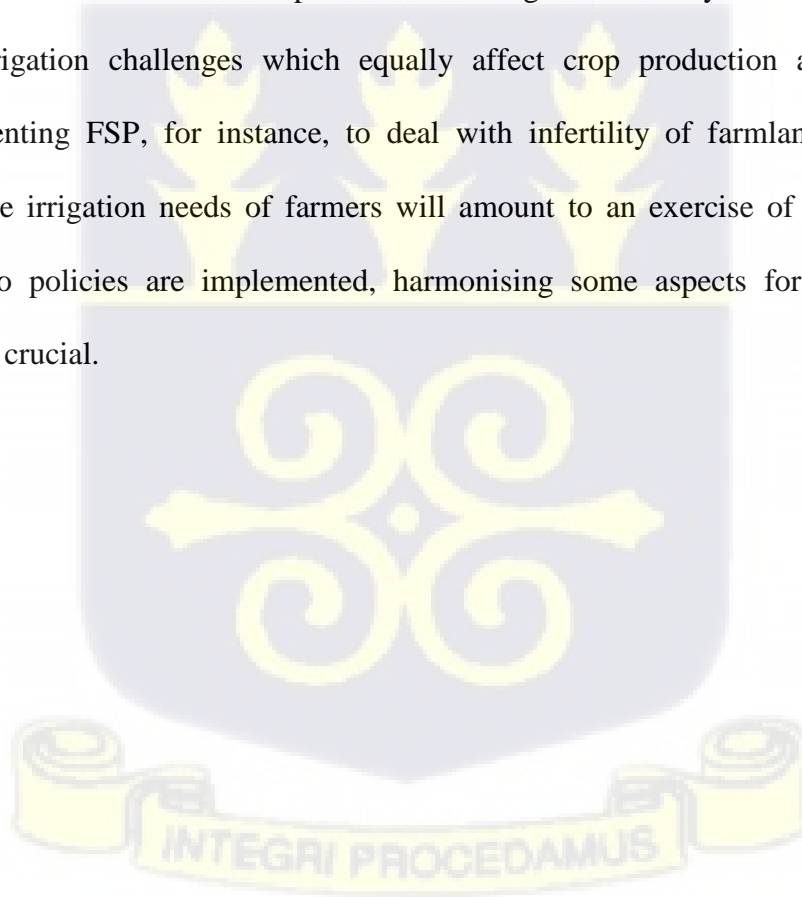 rigation challenges which equally affect crop production a
enting FSP, for instance, to deal with infertility of farmlan
e irrigation needs of farmers will amount to an exercise of
o policies are implemented, harmonising some aspects for
crucial.
INTEGRI PROCEDAMUS